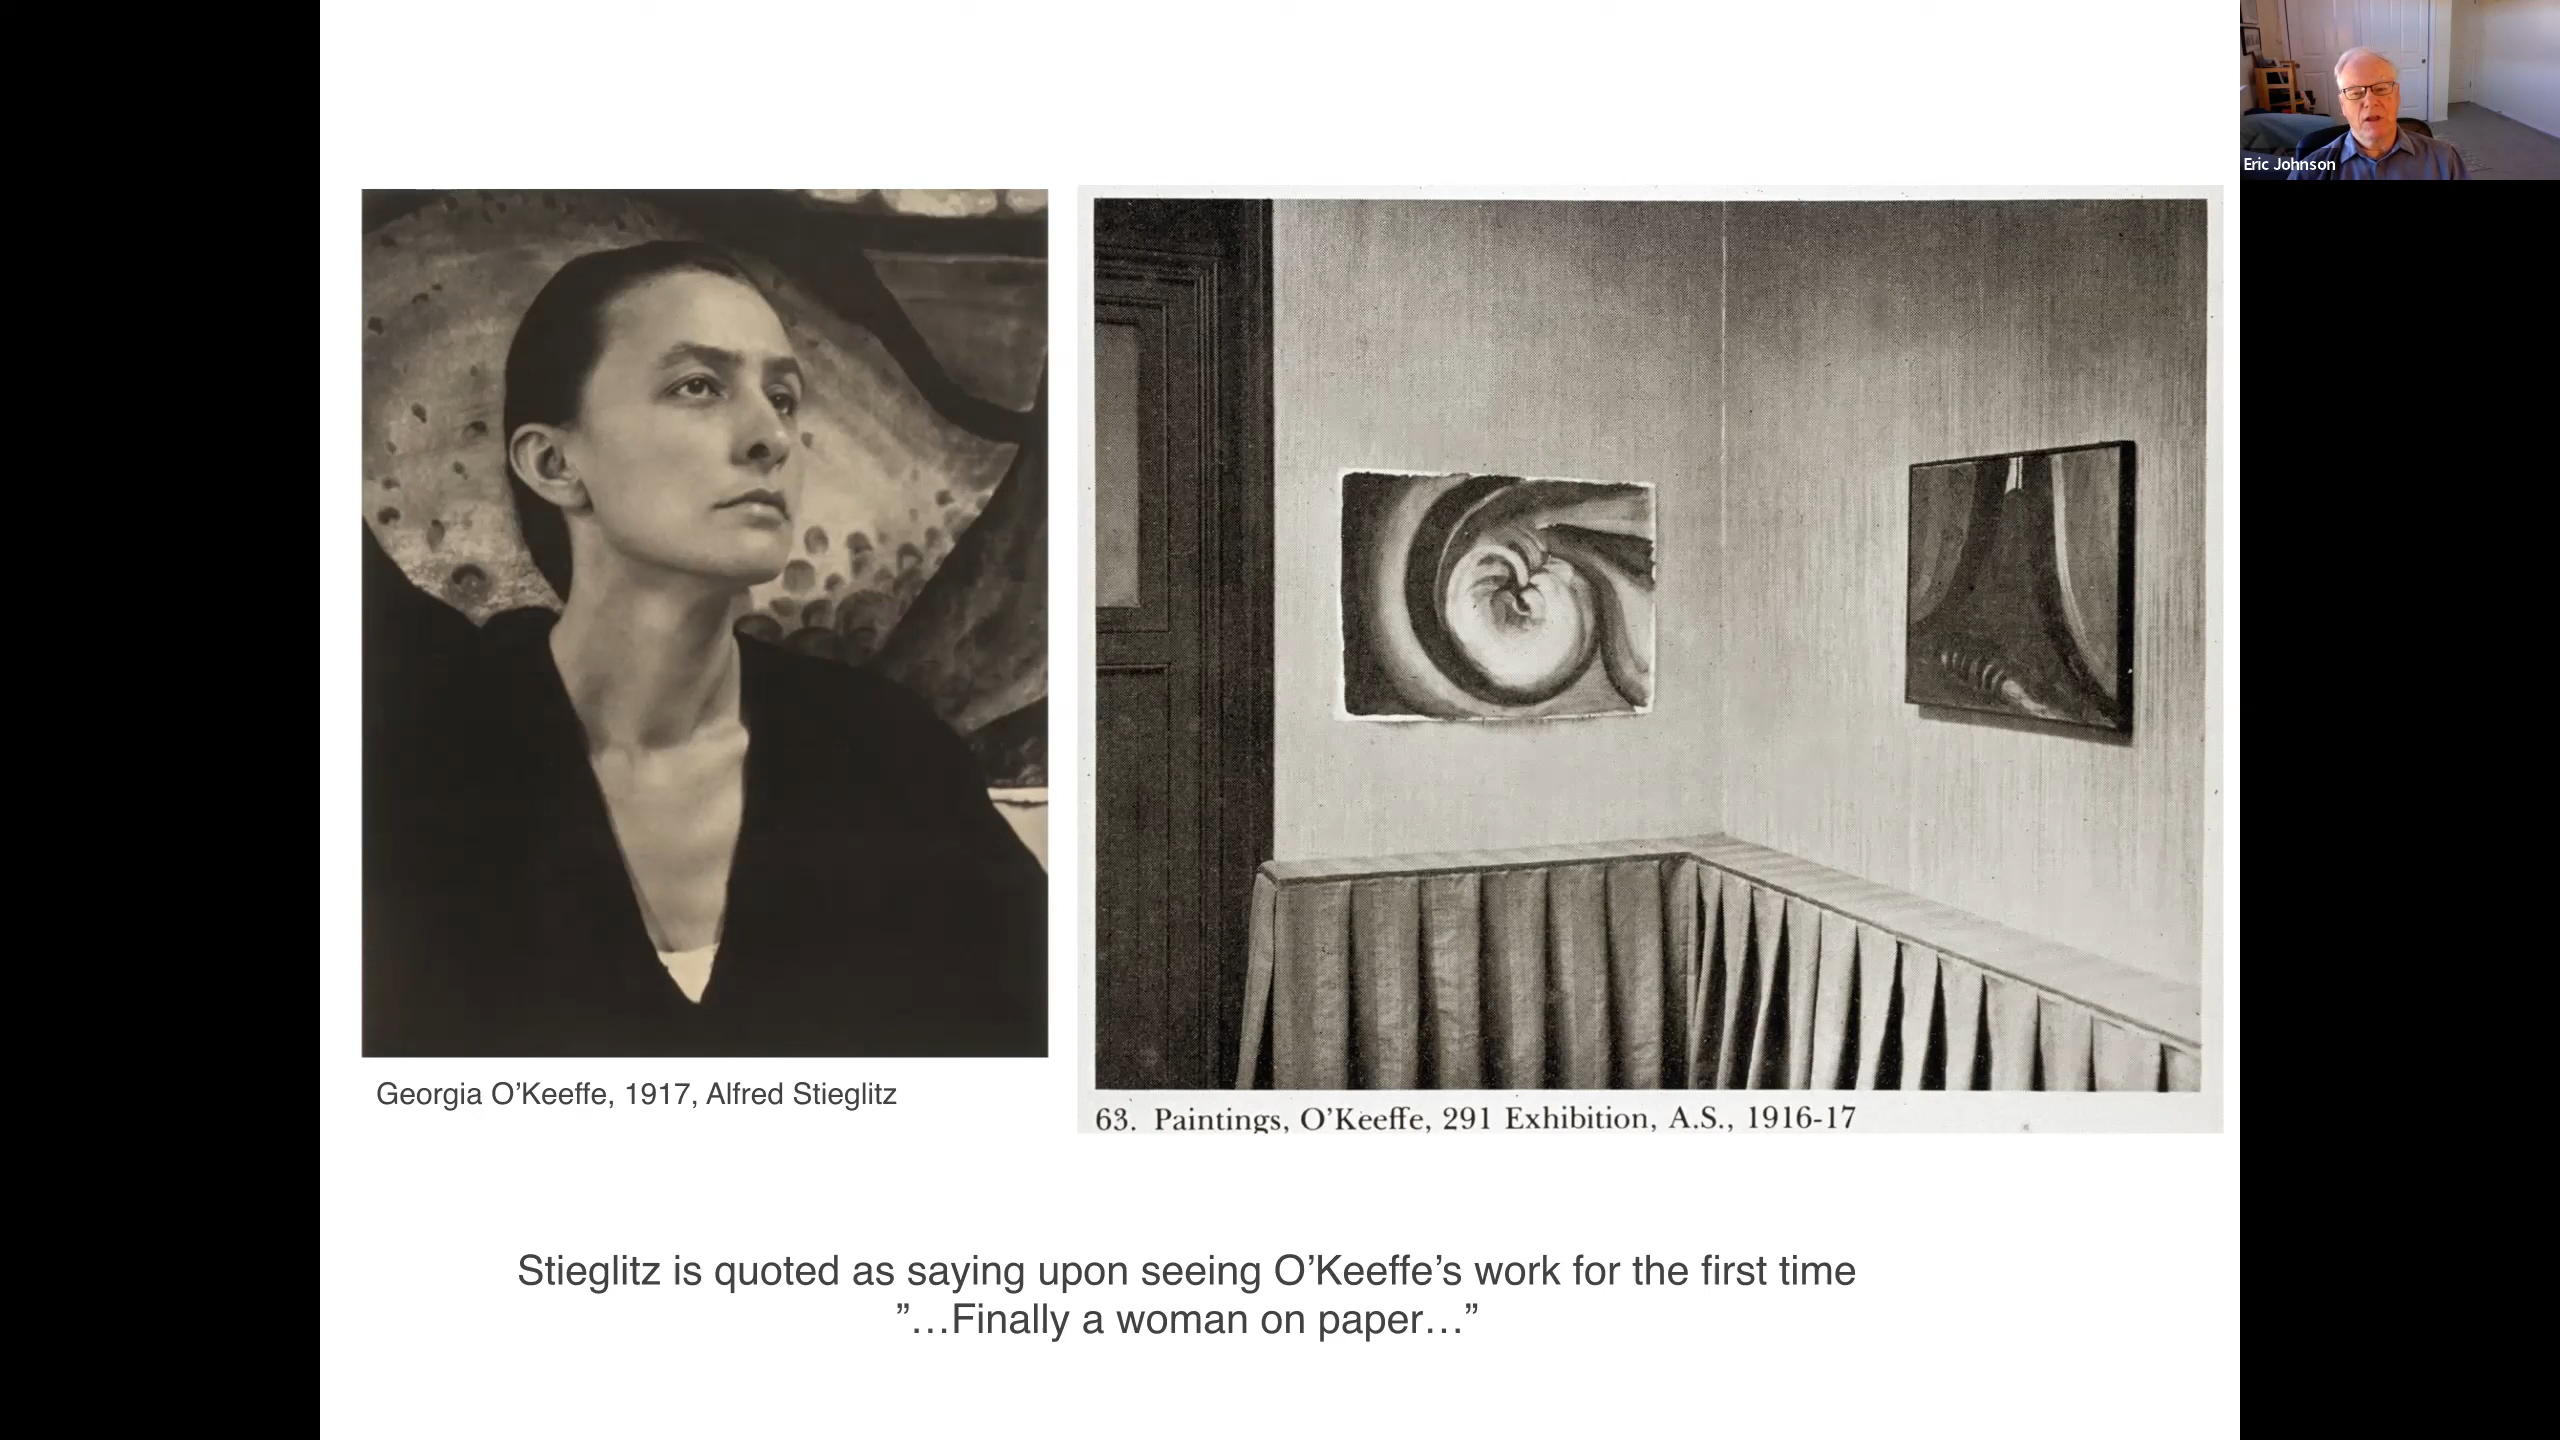 Eric Johnson
Georgia O’Keeffe, 1917, Alfred Stieglitz
63. Paintings, O’Keeffe, 291 Exhibition, A.S., 1916-17
Stieglitz is quoted as saying upon seeing O’Keeffe’s work for the first time
”…Finally a woman on paper…”